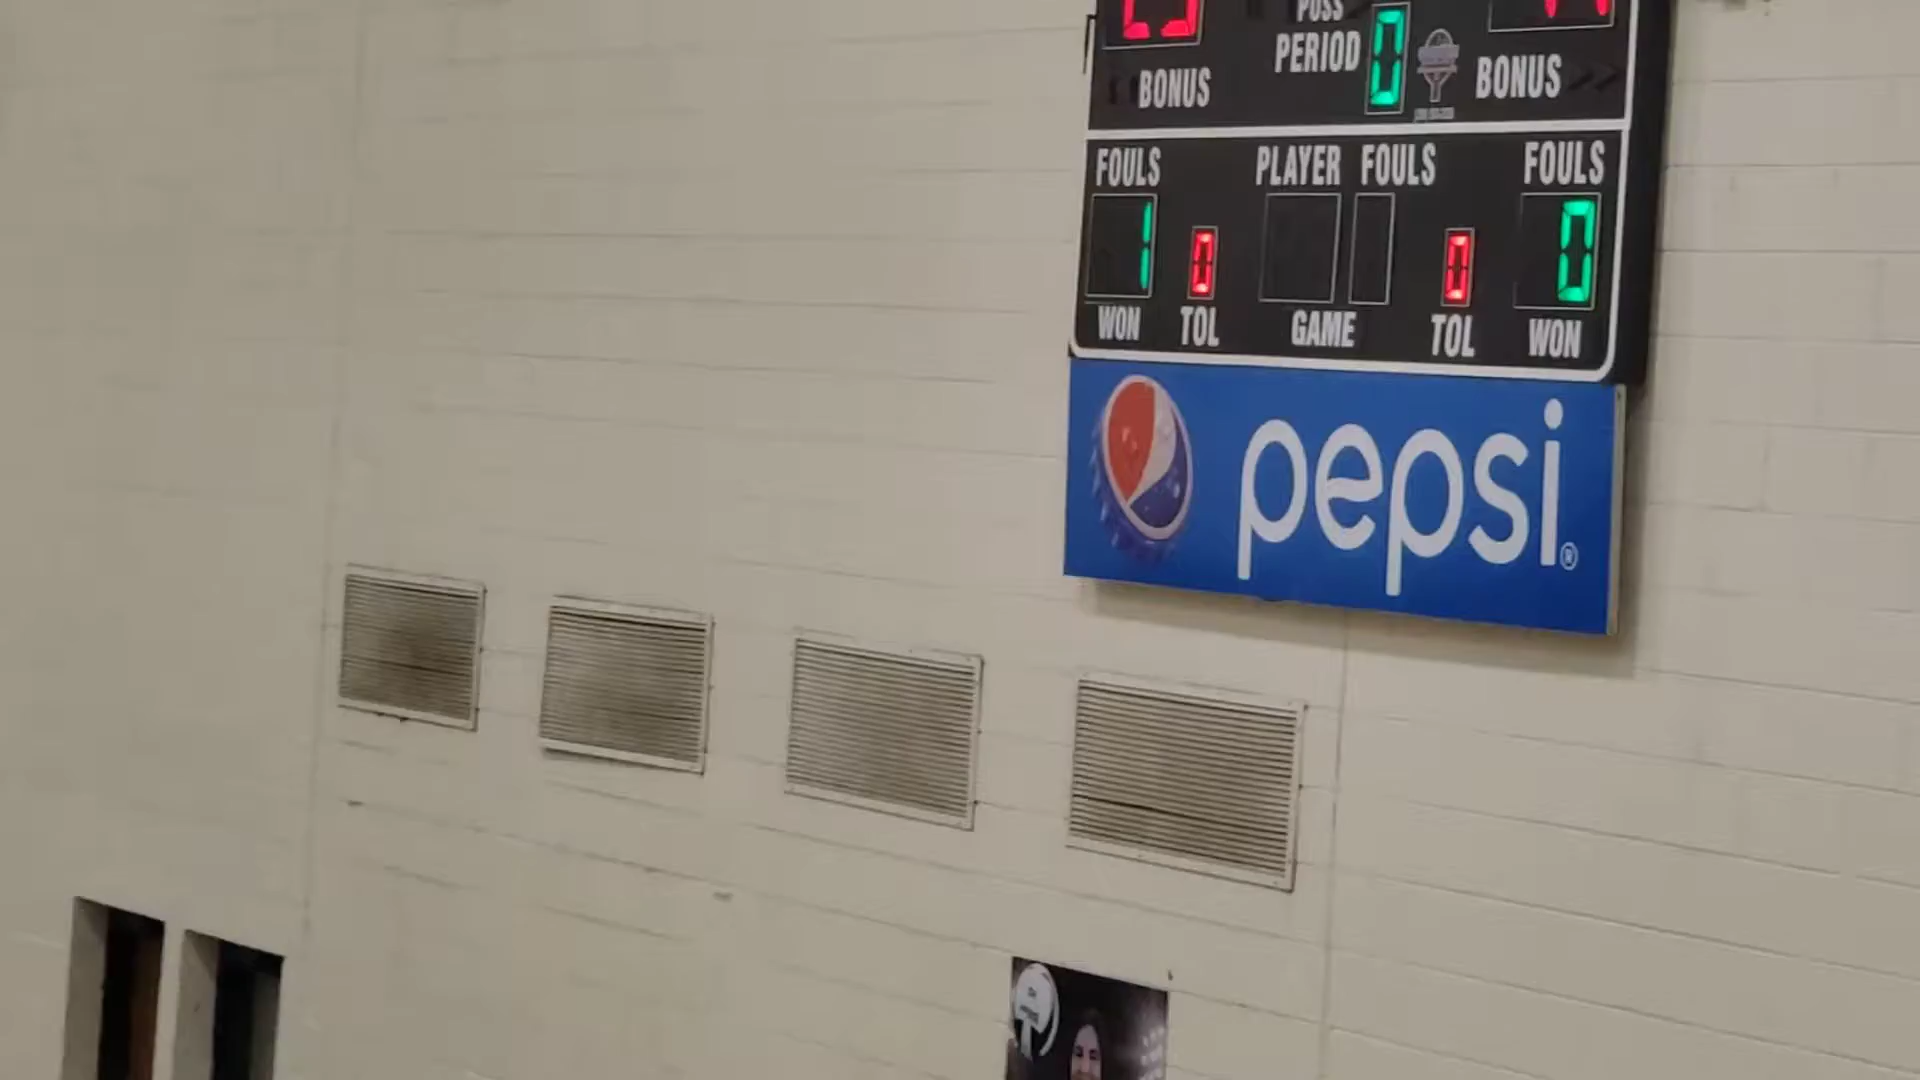 POSS
PERIOD 0
BONUS BONUS
FOULS PLAYER FOULS FOULS
1 0 0 0
WON TOL GAME TOL WON
pepsi®